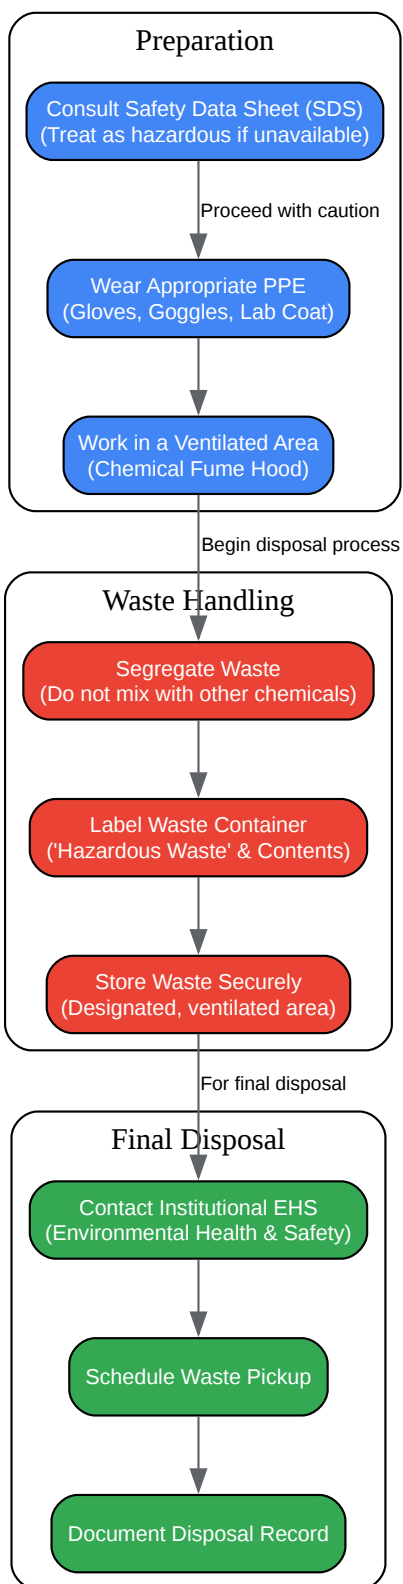 Preparation
Consult Safety Data Sheet (SDS)
(Treat as hazardous if unavailable)
Proceed with caution
Wear Appropriate PPE
(Gloves, Goggles, Lab Coat)
Work in a Ventilated Area
(Chemical Fume Hood)
Begin disposal process
Waste Handling
Segregate Waste
(Do not mix with other chemicals)
Label Waste Container
('Hazardous Waste' & Contents)
Store Waste Securely
(Designated, ventilated area)
For final disposal
Final Disposal
Contact Institutional EHS
(Environmental Health & Safety)
Schedule Waste Pickup
Document Disposal Record